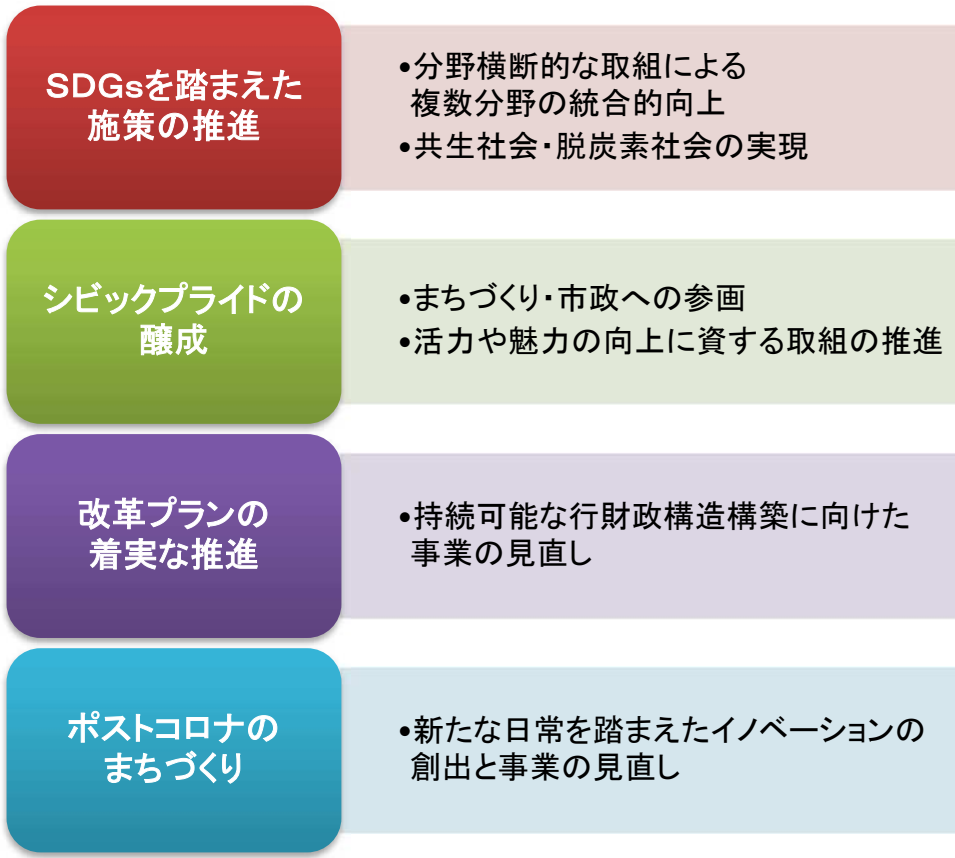 SDGsを踏まえた
施策の推進
•分野横断的な取組による
複数分野の統合的向上
•共生社会・脱炭素社会の実現
シビックプライドの
醸成
•まちづくり・市政への参画
•活力や魅力の向上に資する取組の推進
改革プランの
着実な推進
•持続可能な行財政構造構築に向けた
事業の見直し
ポストコロナの
まちづくり
•新たな日常を踏まえたイノベーションの
創出と事業の見直し